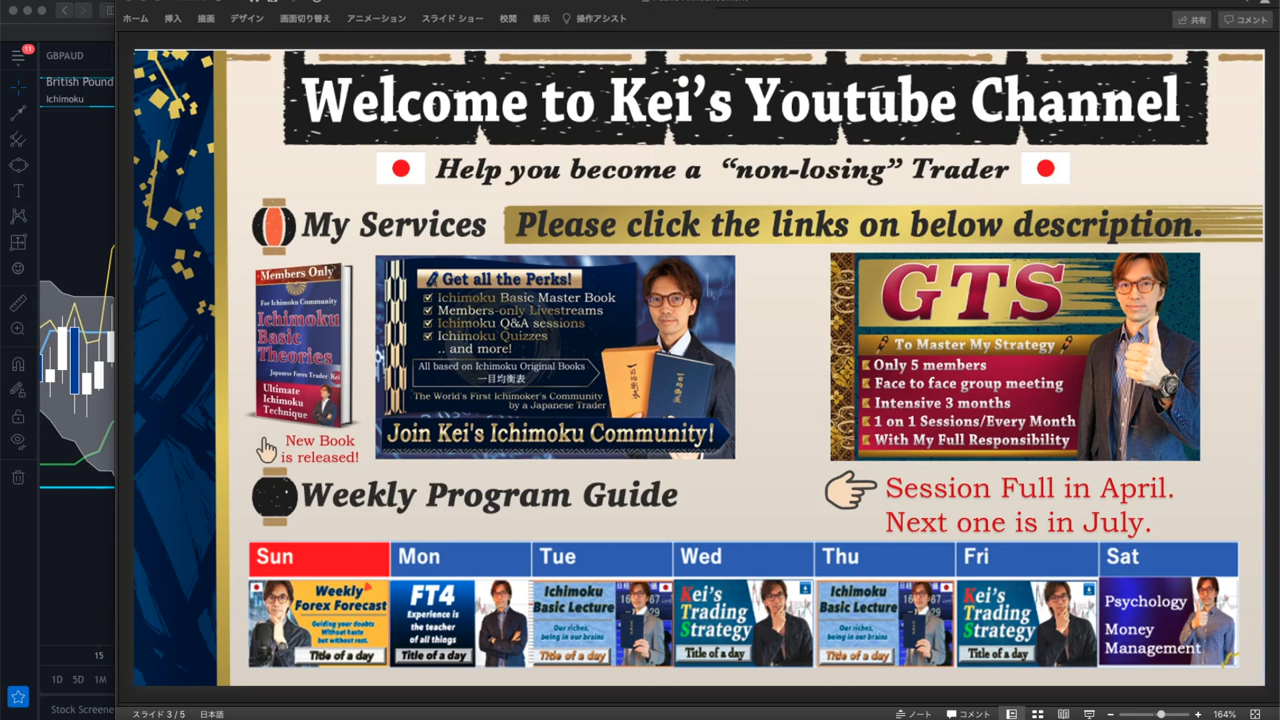 ホーム 挿入 描画 デザイン 画面切り替え アニメーション スライド ショー 校閲 表示 操作アシスト 共有 コメント
11
GBPAUD
British Pound
Ichimoku
Welcome to Kei's Youtube Channel
Help you become a "non-losing" Trader
My Services Please click the links on below description.
Members Only
For Ichimoku Community
Ichimoku
Basic
Theories
Japanese Forex Trader Kei
Ultimate
Ichimoku
Technique
New Book
is released!
Get all the Perks!
Ichimoku Basic Master Book
Members-only Livestreams
Ichimoku Q&A sessions
Ichimoku Quizzes
.. and more!
All based on Ichimoku Original Books
一目均衡表
The World's First Ichimoker's Community
by a Japanese Trader
Join Kei's Ichimoku Community!
GTS
To Master My Strategy
Only 5 members
Face to face group meeting
Intensive 3 months
1 on 1 Sessions/Every Month
With My Full Responsibility
Session Full in April.
Next one is in July.
Weekly Program Guide
Sun Mon Tue Wed Thu Fri Sat
Weekly
Forex Forecast
Guiding your doubts
Without haste
but without rest.
Title of a day
FT4
Experience is
the teacher
of all things
Title of a day
Ichimoku
Basic Lecture
Our riches,
being in our brains
Title of a day
Kei's
Trading
Strategy
Title of a day
Ichimoku
Basic Lecture
Our riches,
being in our brains
Title of a day
Kei's
Trading
Strategy
Title of a day
Psychology
Money
Management
15
1D 5D 1M
Stock Screene
スライド 3 / 5 日本語 ノート コメント 164%